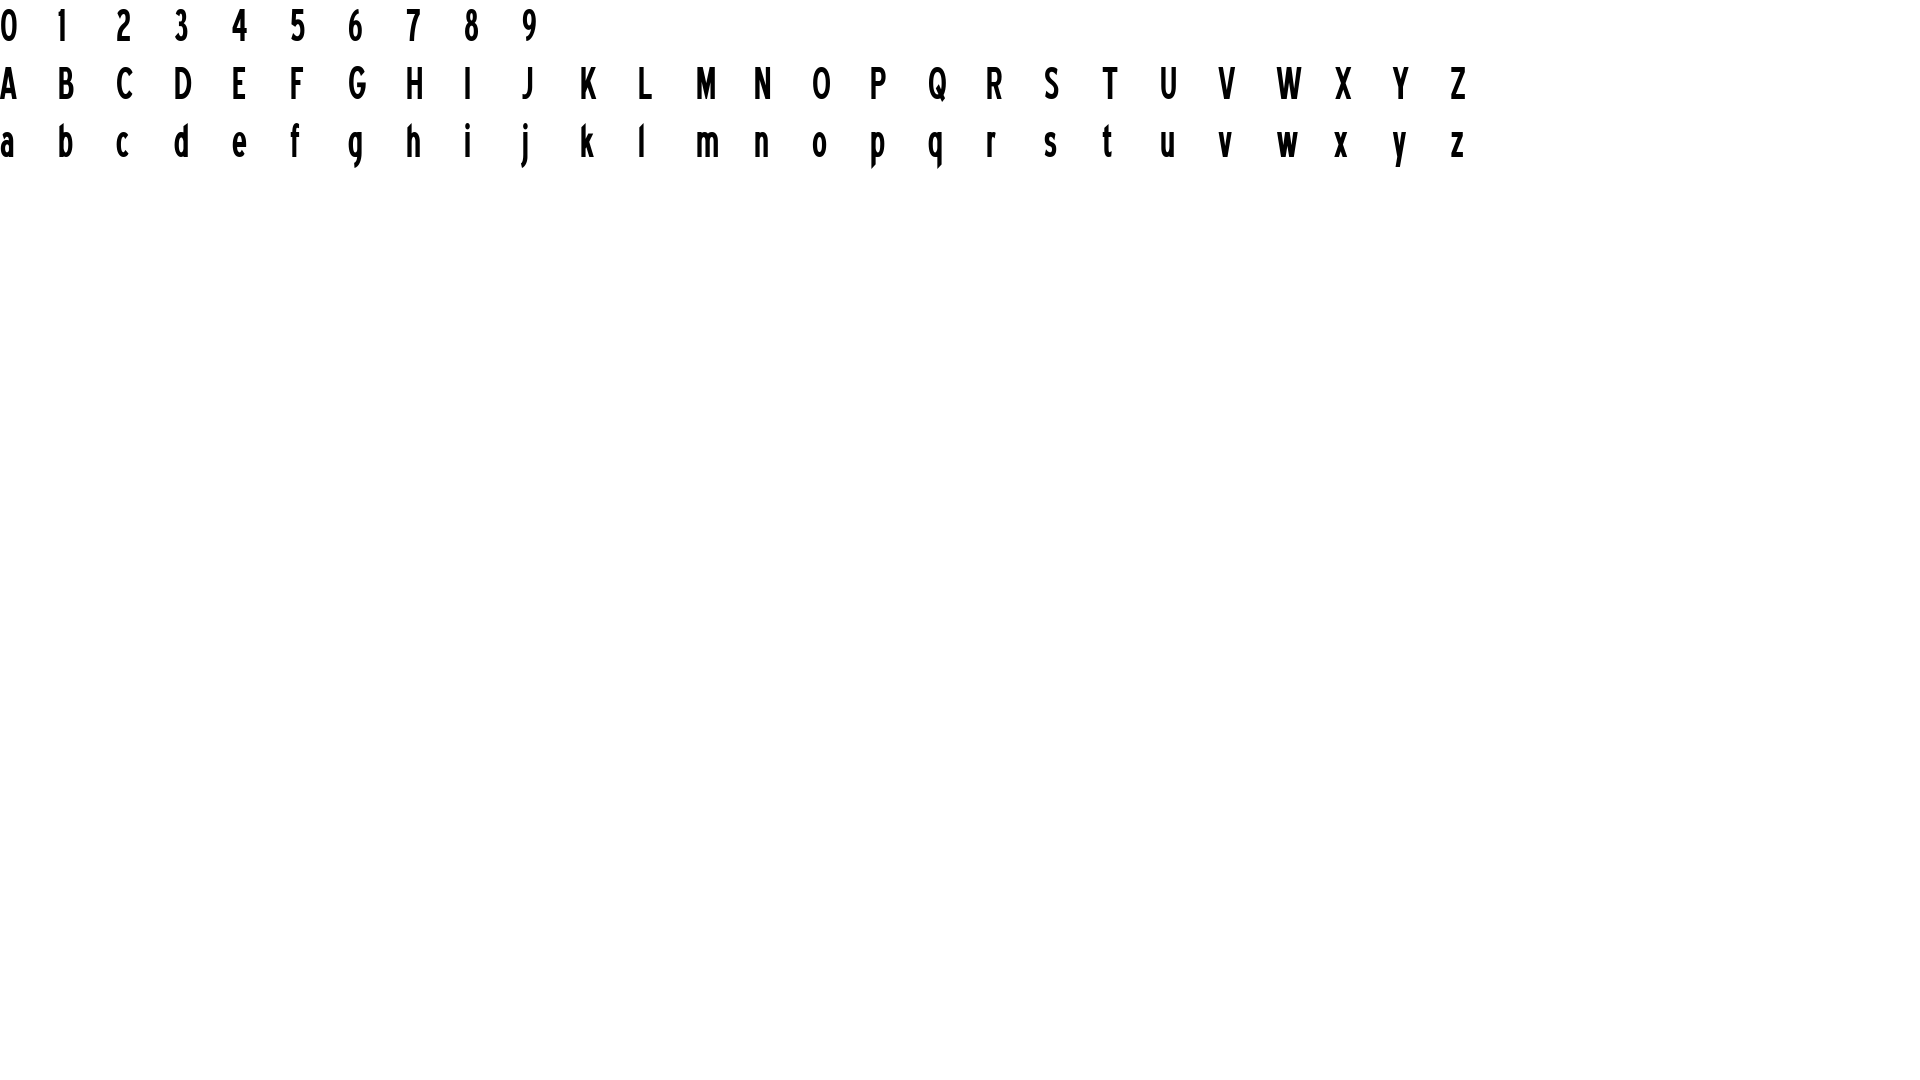 0 1 2 3 4 5 6 7 8 9
A B C D E F G H I J K L M N O P Q R S T U V W X Y Z
a b c d e f g h i j k l m n o p q r s t u v w x y z